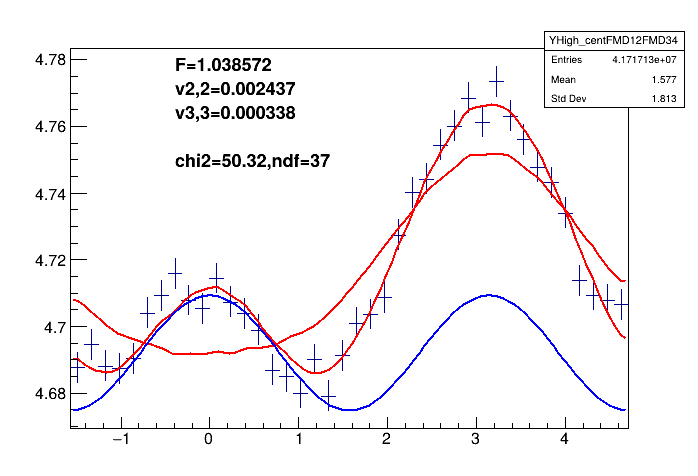 YHigh_centFMD12FMD34
Entries 4.171713e+07
Mean 1.577
Std Dev 1.813
F=1.038572
v2,2=0.002437
v3,3=0.000338
chi2=50.32,ndf=37
4.78
4.76
4.74
4.72
4.7
4.68
−1 0 1 2 3 4